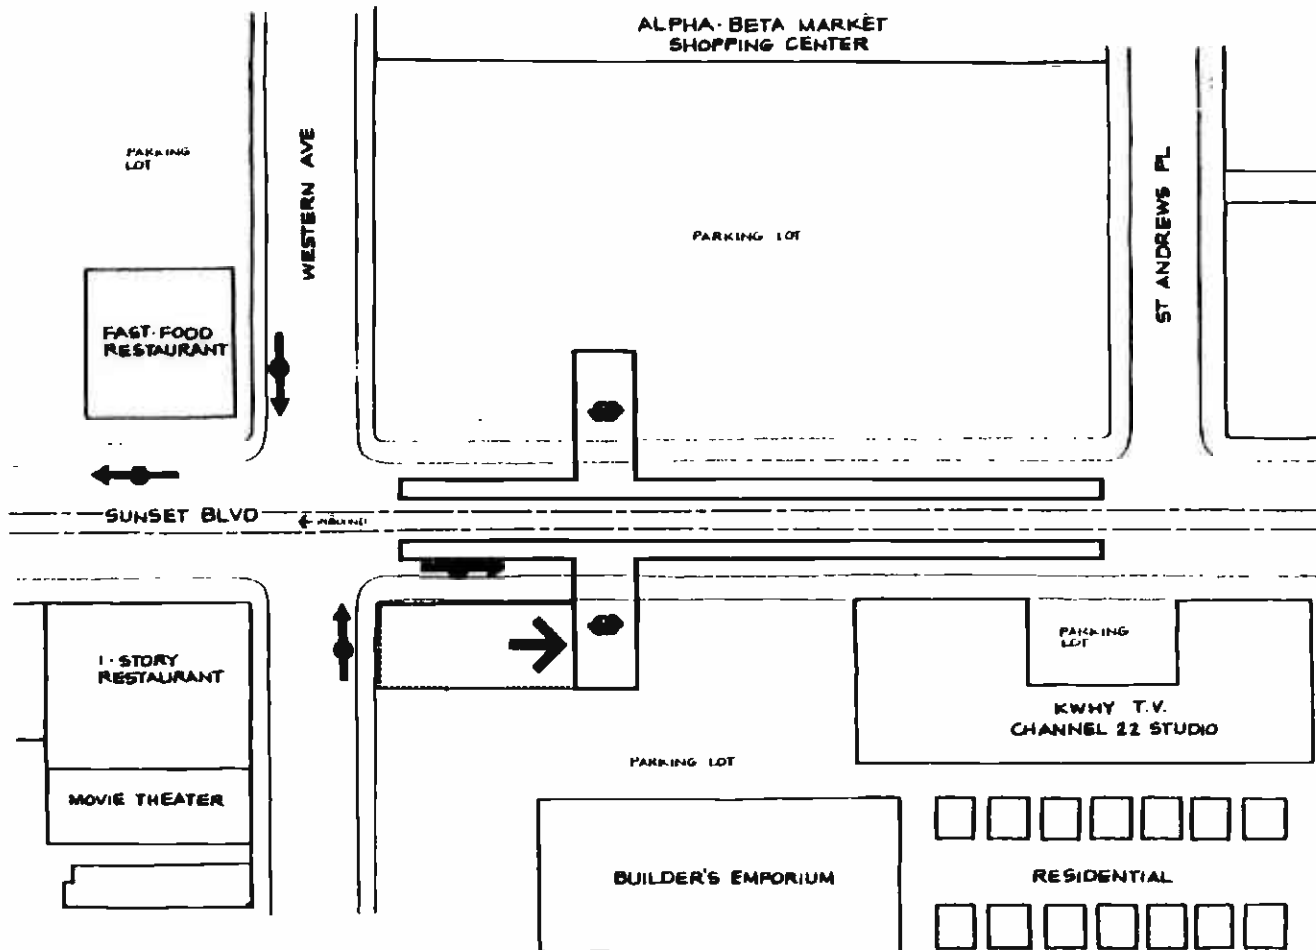 ALPHA·BETA MARKET
SHOPPING CENTER
PARKING
LOT
WESTERN AVE
PARKING LOT
ST ANDREWS PL
FAST·FOOD
RESTAURANT
SUNSET BLVD
INBOUND
1·STORY
RESTAURANT
PARKING
LOT
KWHY T.V.
CHANNEL 22 STUDIO
PARKING LOT
MOVIE THEATER
BUILDER'S EMPORIUM
RESIDENTIAL